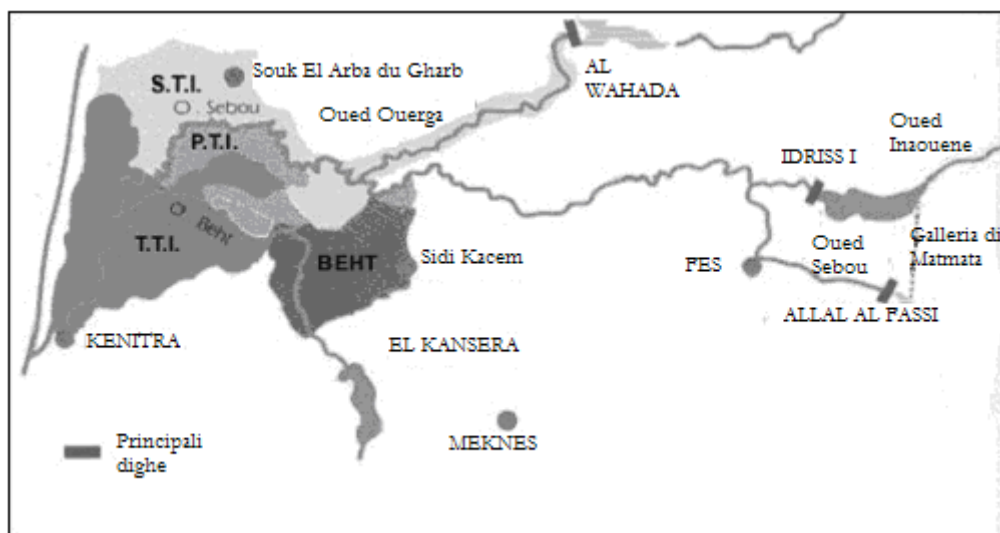 AL
WAHADA
Souk El Arba du Gharb
S.T.I.
Sebou
Oued Ouerga
P.T.I.
Oued
Inaouene
IDRISS I
Beht
T.T.I.
BEHT
Sidi Kacem
FES
Oued
Sebou
Galleria di
Matmata
ALLAL AL FASSI
KENITRA
EL KANSERA
MEKNES
Principali
dighe